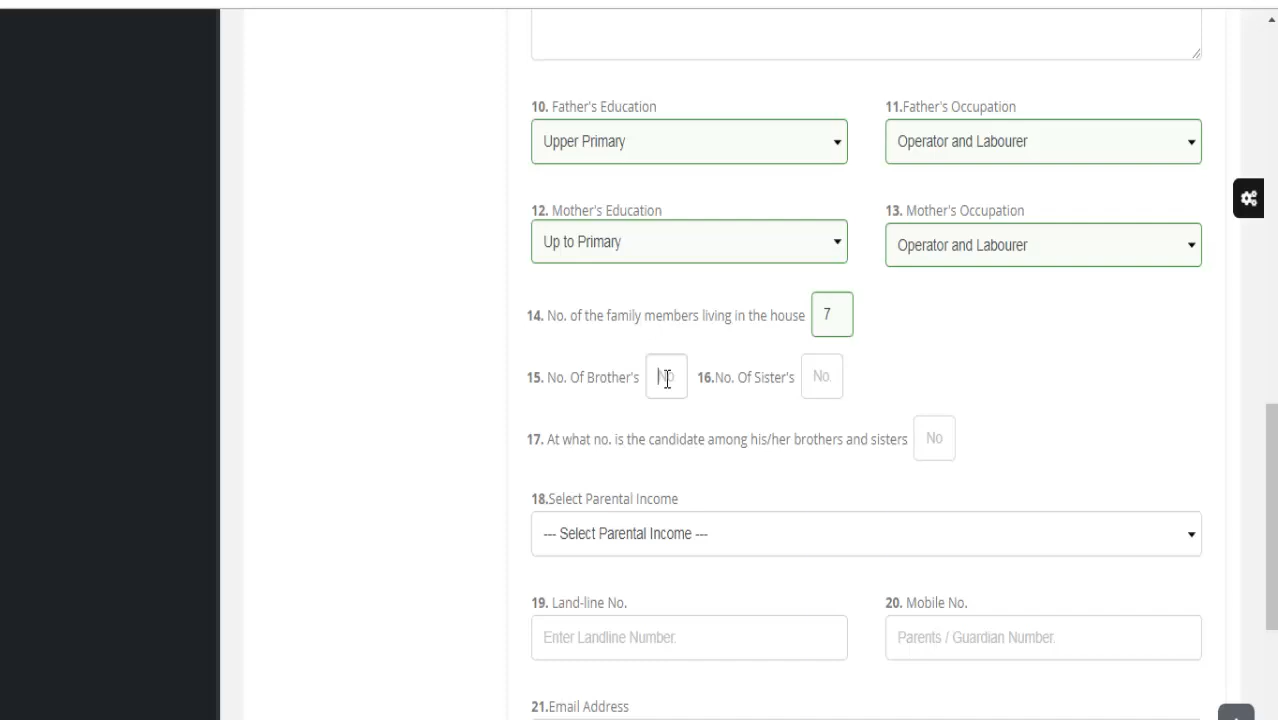 10. Father's Education 11.Father's Occupation
Upper Primary Operator and Labourer
12. Mother's Education 13. Mother's Occupation
Up to Primary Operator and Labourer
14. No. of the family members living in the house 7
15. No. Of Brother's No 16.No. Of Sister's No.
17. At what no. is the candidate among his/her brothers and sisters No
18.Select Parental Income
--- Select Parental Income ---
19. Land-line No. 20. Mobile No.
Enter Landline Number. Parents / Guardian Number.
21.Email Address